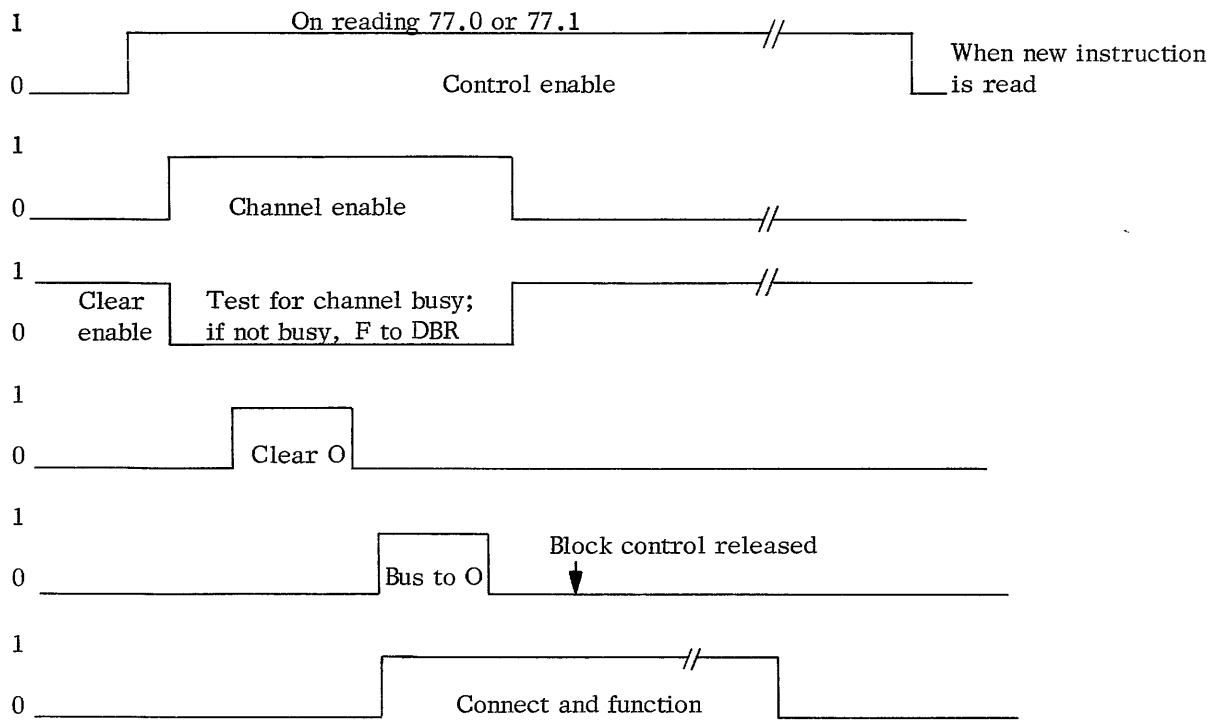 1
On reading 77.0 or 77.1
When new instruction
0
Control enable
is read
1
0
Channel enable
1
Clear
enable
Test for channel busy;
if not busy, F to DBR
0
1
0
Clear O
1
Block control released
0
Bus to O
1
0
Connect and function